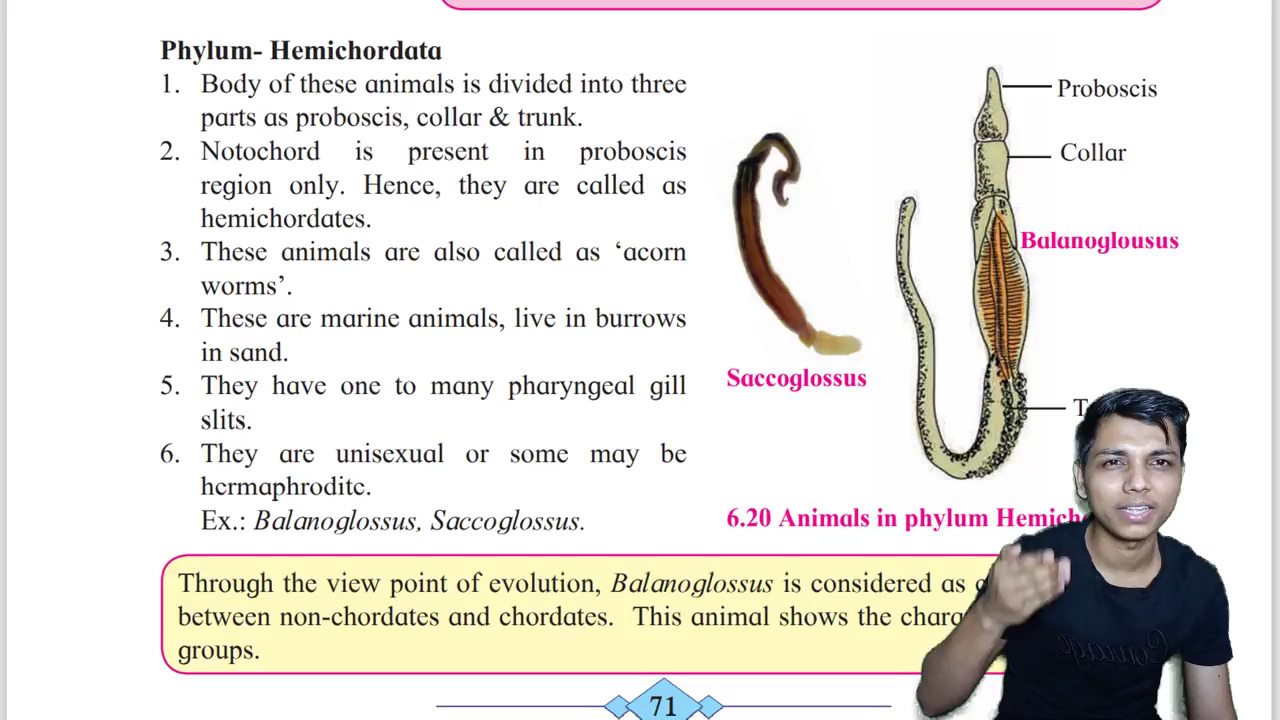 Phylum- Hemichordata
1. Body of these animals is divided into three
parts as proboscis, collar & trunk.
2. Notochord is present in proboscis
region only. Hence, they are called as
hemichordates.
3. These animals are also called as ‘acorn
worms’.
4. These are marine animals, live in burrows
in sand.
5. They have one to many pharyngeal gill
slits.
6. They are unisexual or some may be
hermaphrodite.
Ex.: Balanoglossus, Saccoglossus.
Proboscis
Collar
Balanoglousus
Saccoglossus
6.20 Animals in phylum
Through the view point of evolution, Balanoglossus is considered as
between non-chordates and chordates. This animal shows the
groups.
71